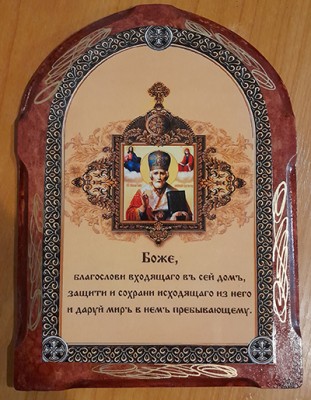 Боже,
благослови входящаго въ сей домъ,
защити и сохрани исходящаго из него
и даруй миръ в немъ пребывающему.